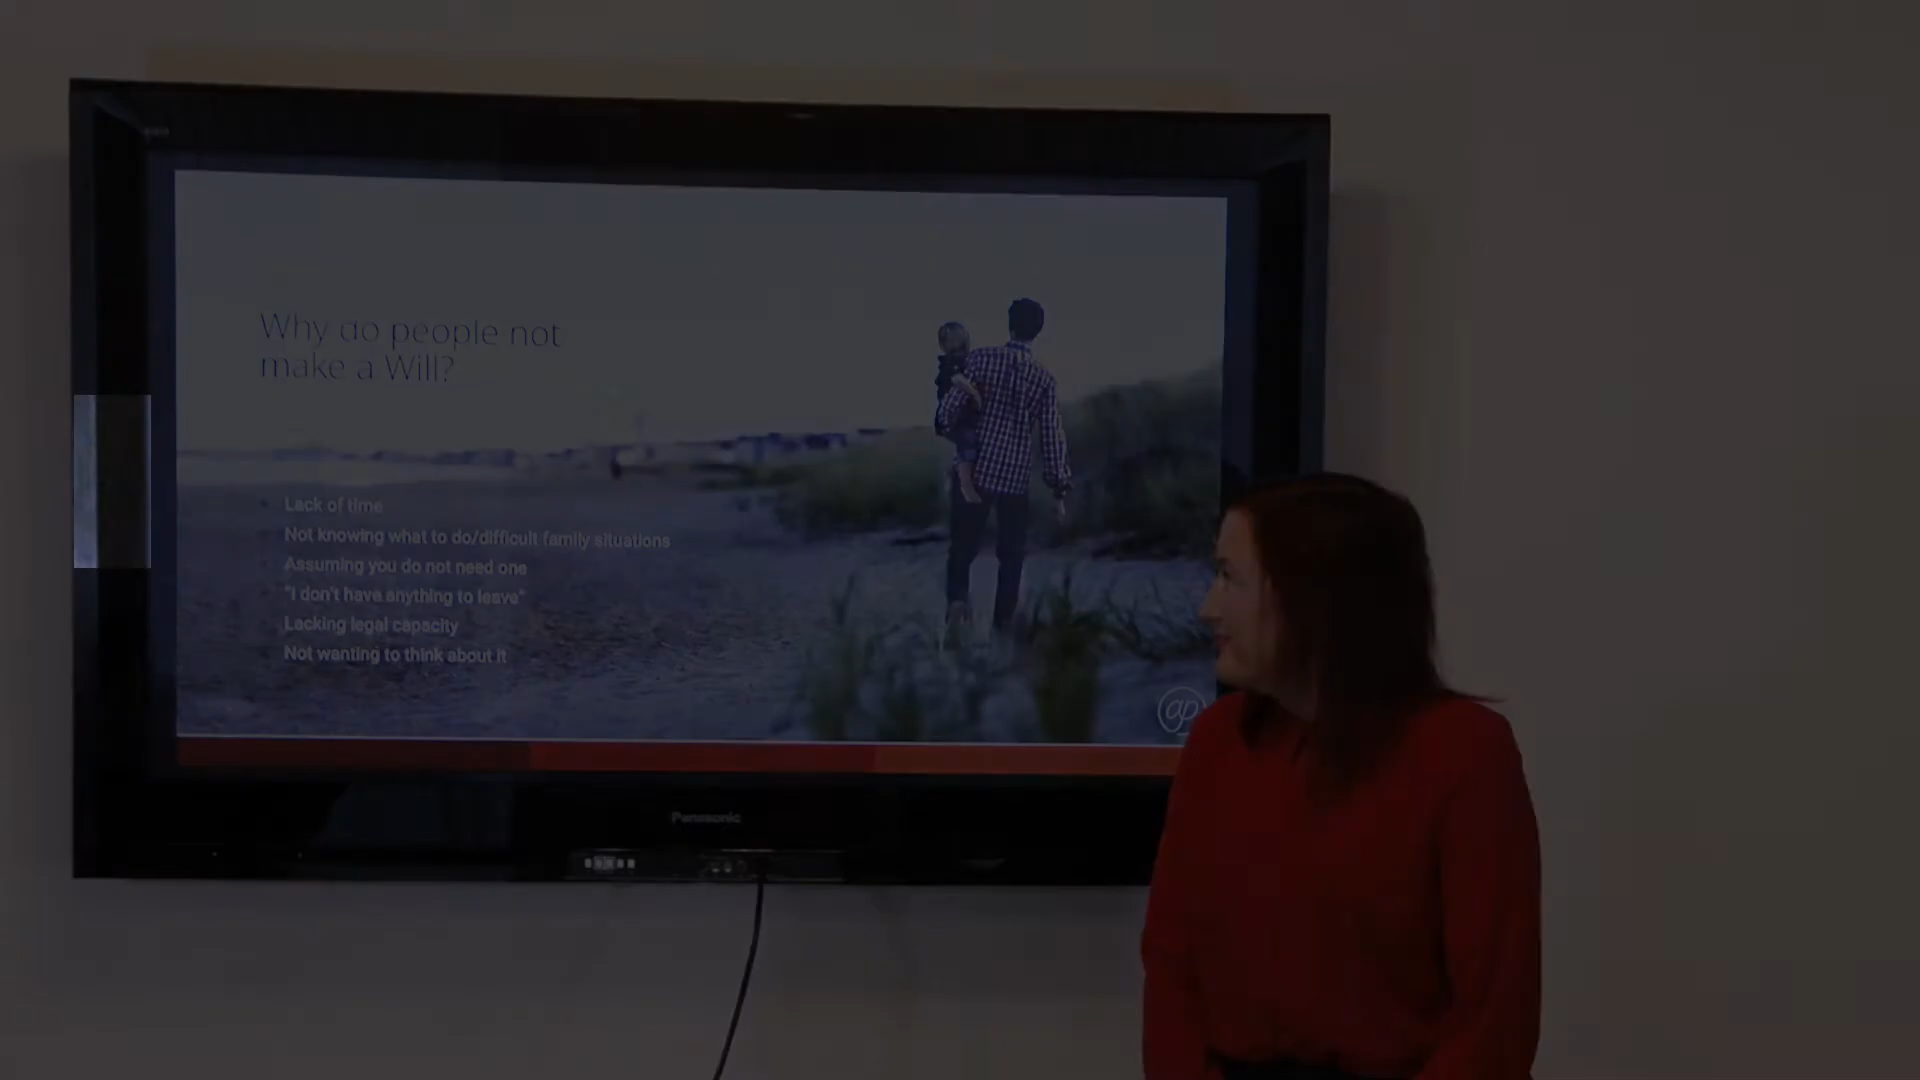 Why do people not
make a Will?
Lack of time
Not knowing what to do/difficult family situations
Assuming you do not need one
"I don't have anything to leave"
Lacking legal capacity
Not wanting to think about it
ap
Panasonic